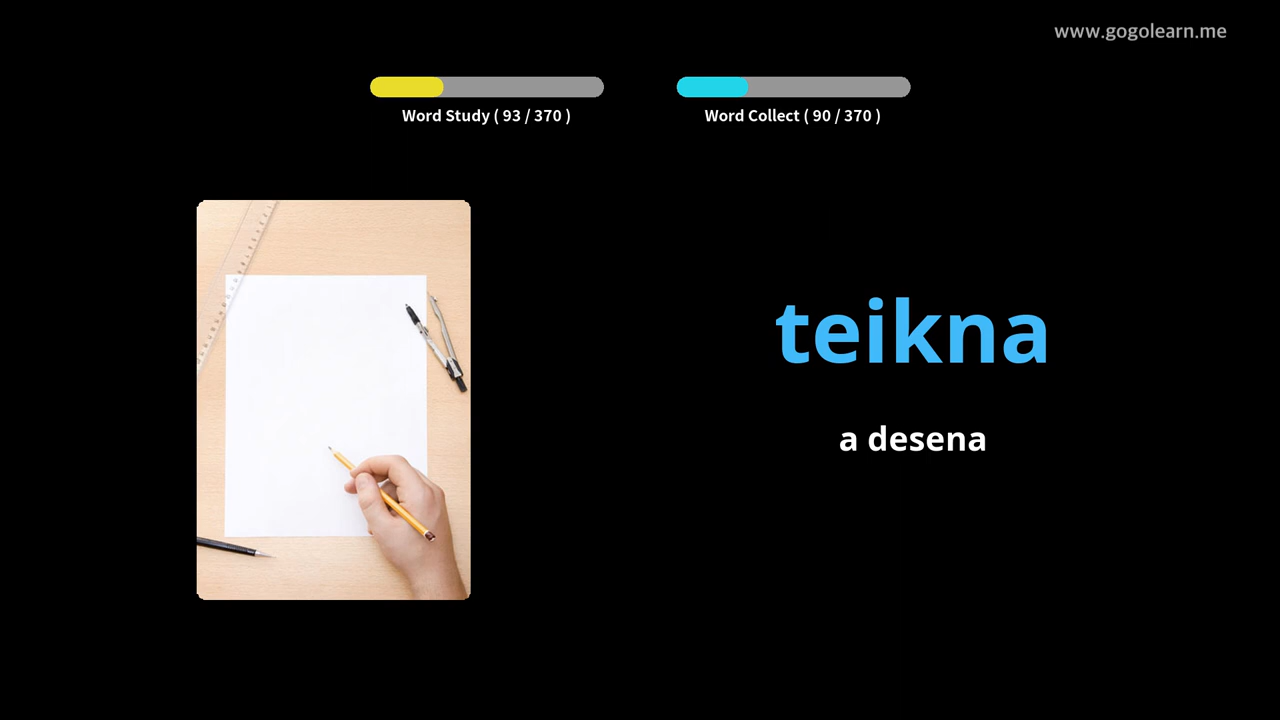 www.gogolearn.me
Word Study ( 93 / 370 )
Word Collect ( 90 / 370 )
teikna
a desena